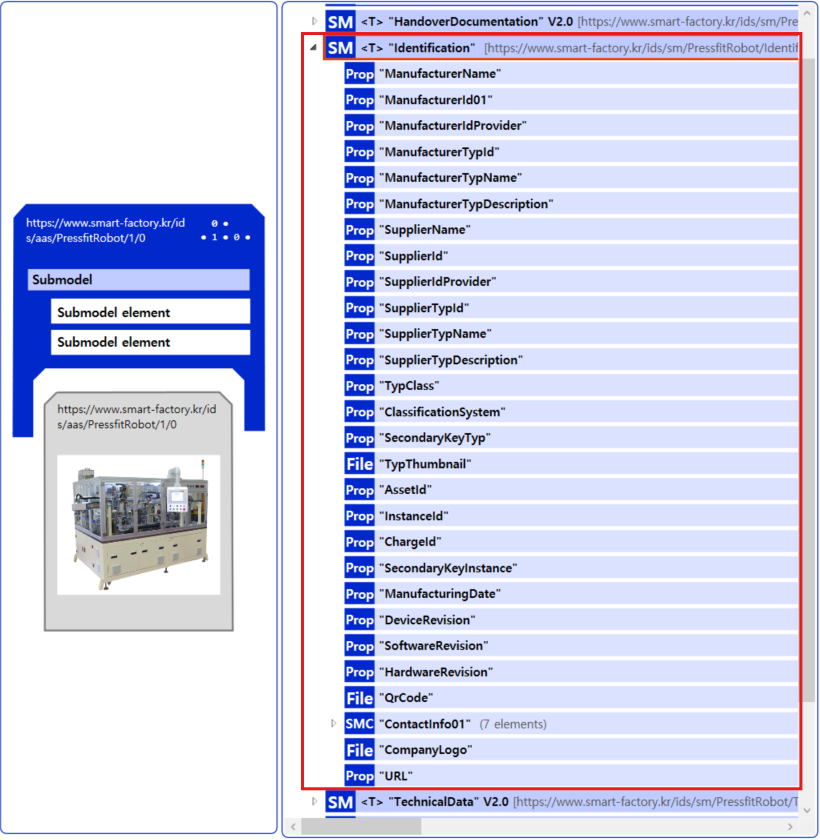 https://www.smart-factory.kr/id
s/aas/PressfitRobot/1/0
0
1 0
Submodel
Submodel element
Submodel element
https://www.smart-factory.kr/id
s/aas/PressfitRobot/1/0
SM <T> "HandoverDocumentation" V2.0 [https://www.smart-factory.kr/ids/sm/Pre
SM <T> "Identification" [https://www.smart-factory.kr/ids/sm/PressfitRobot/Identif
Prop "ManufacturerName"
Prop "ManufacturerId01"
Prop "ManufacturerIdProvider"
Prop "ManufacturerTypId"
Prop "ManufacturerTypName"
Prop "ManufacturerTypDescription"
Prop "SupplierName"
Prop "SupplierId"
Prop "SupplierIdProvider"
Prop "SupplierTypId"
Prop "SupplierTypName"
Prop "SupplierTypDescription"
Prop "TypClass"
Prop "ClassificationSystem"
Prop "SecondaryKeyTyp"
File "TypThumbnail"
Prop "AssetId"
Prop "InstanceId"
Prop "ChargeId"
Prop "SecondaryKeyInstance"
Prop "ManufacturingDate"
Prop "DeviceRevision"
Prop "SoftwareRevision"
Prop "HardwareRevision"
File "QrCode"
SMC "ContactInfo01" (7 elements)
File "CompanyLogo"
Prop "URL"
SM <T> "TechnicalData" V2.0 [https://www.smart-factory.kr/ids/sm/PressfitRobot/T